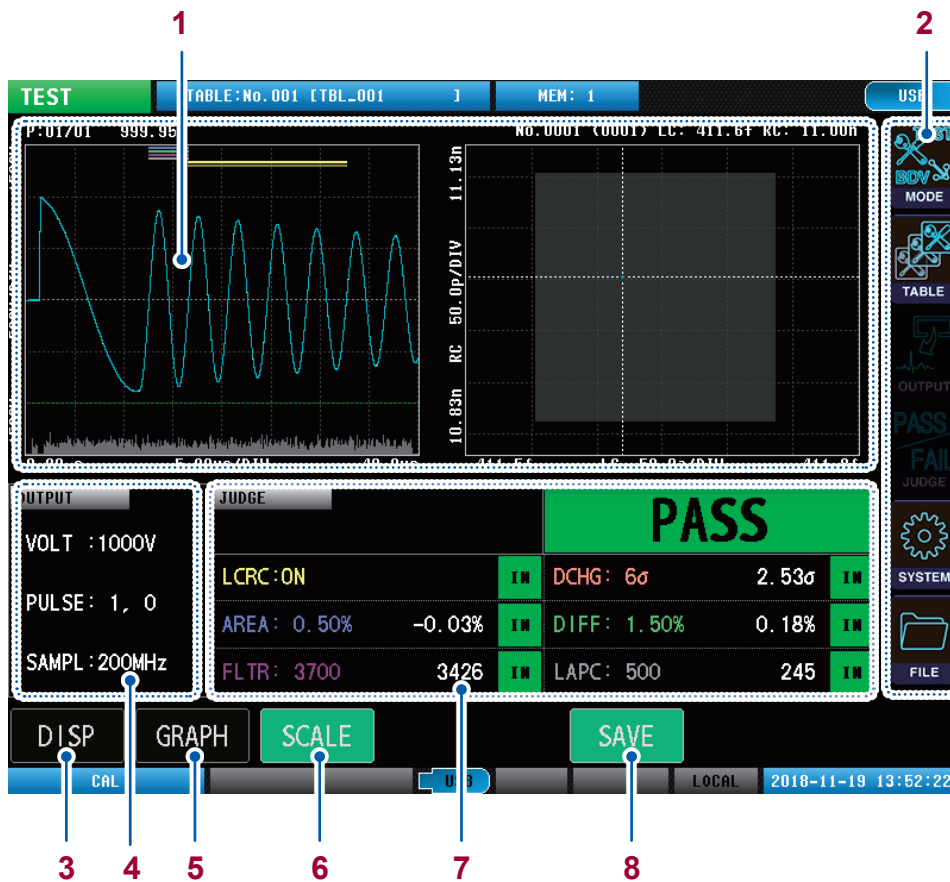 1 2
TEST TABLE:No.001 [TBL_001 ] MEM: 1 USB
P:01/01 999.95
No.0001 (0001) LC: 411.6f RC: 11.00n
11.13n
50.0p/DIV
RC
10.83n
0.00 s 5.00us/DIV 40.0us
TEST
BDV
MODE
TABLE
OUTPUT
PASS
FAIL
JUDGE
SYSTEM
FILE
OUTPUT
VOLT :1000V
PULSE: 1, 0
SAMPL:200MHz
JUDGE
PASS
LCRC:ON IN DCHG: 6σ 2.53σ IN
AREA: 0.50% -0.03% IN DIFF: 1.50% 0.18% IN
FLTR: 3700 3426 IN LAPC: 500 245 IN
DISP GRAPH SCALE SAVE
CAL USB LOCAL 2018-11-19 13:52:22
3 4 5 6 7 8